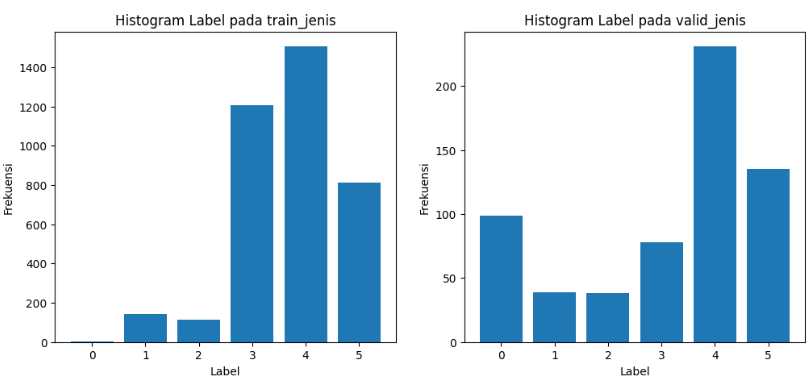 Histogram Label pada train_jenis
1400
1200
1000
800
600
400
200
0
Frekuensi
0 1 2 3 4 5
Label
Histogram Label pada valid_jenis
200
150
100
50
0
Frekuensi
0 1 2 3 4 5
Label